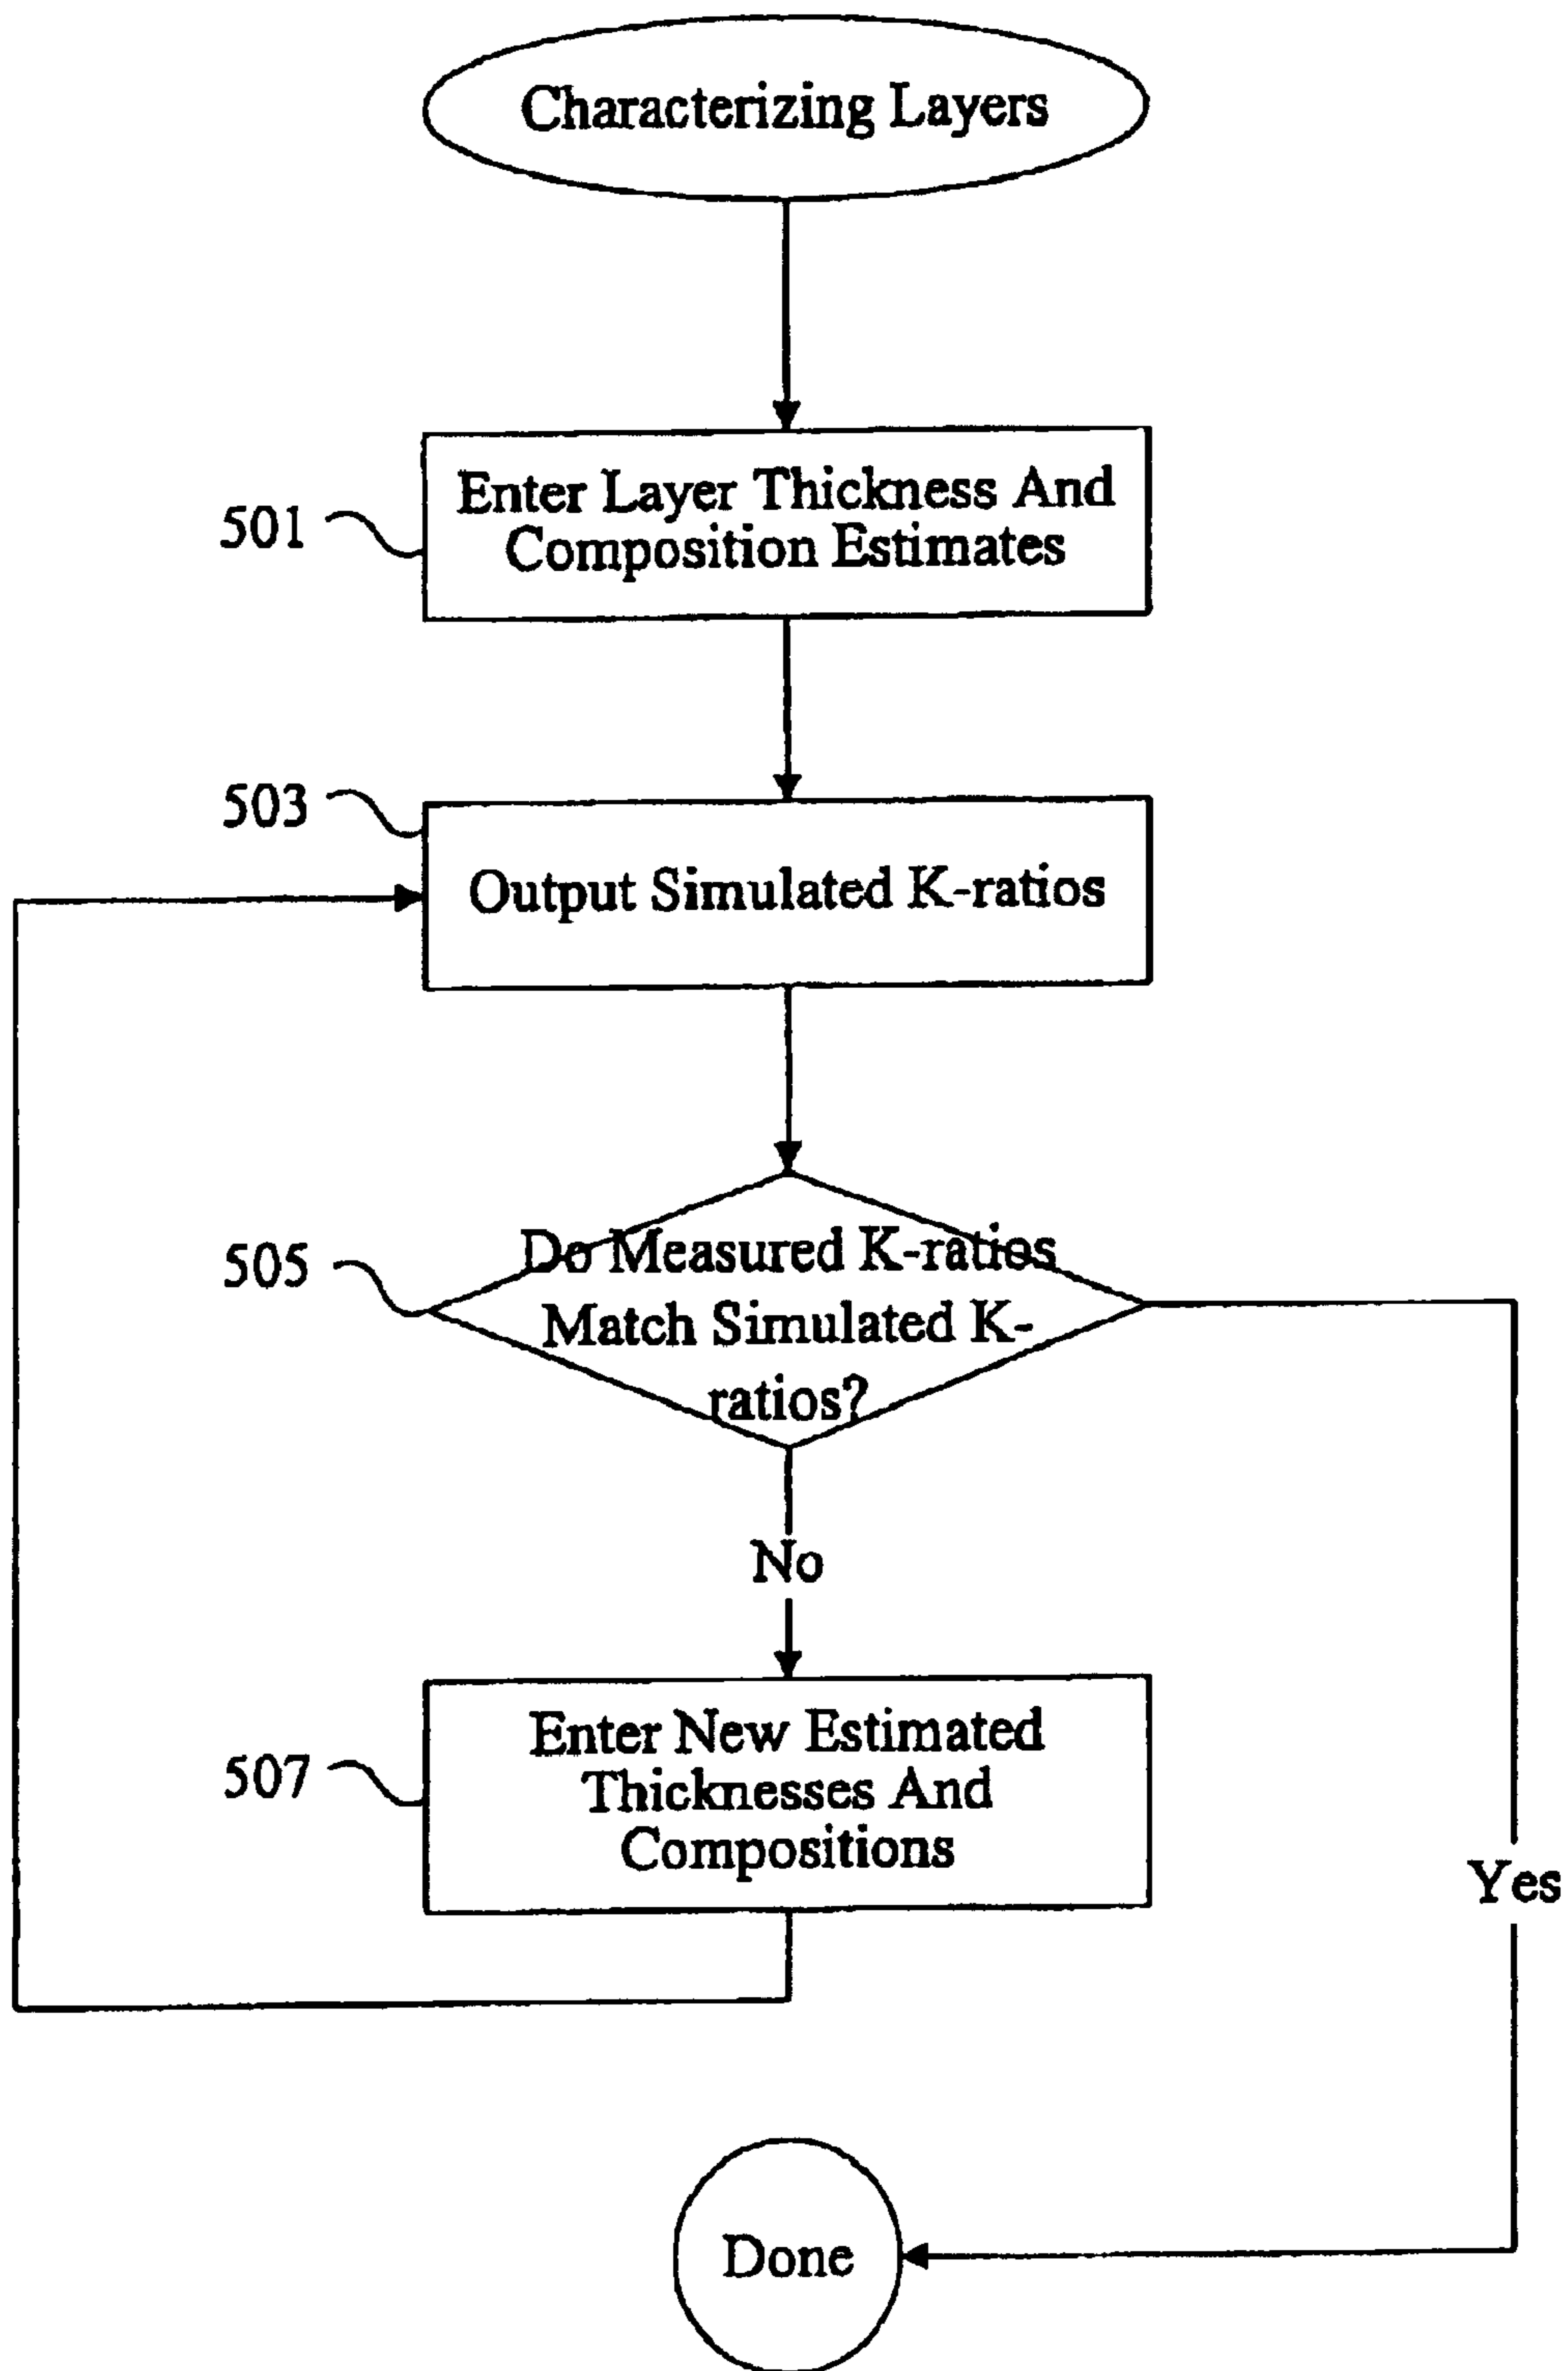 Characterizing Layers
501
Enter Layer Thickness And
Composition Estimates
503
Output Simulated K-ratios
505
Do Measured K-ratios
Match Simulated K-
ratios?
No
507
Enter New Estimated
Thicknesses And
Compositions
Yes
Done